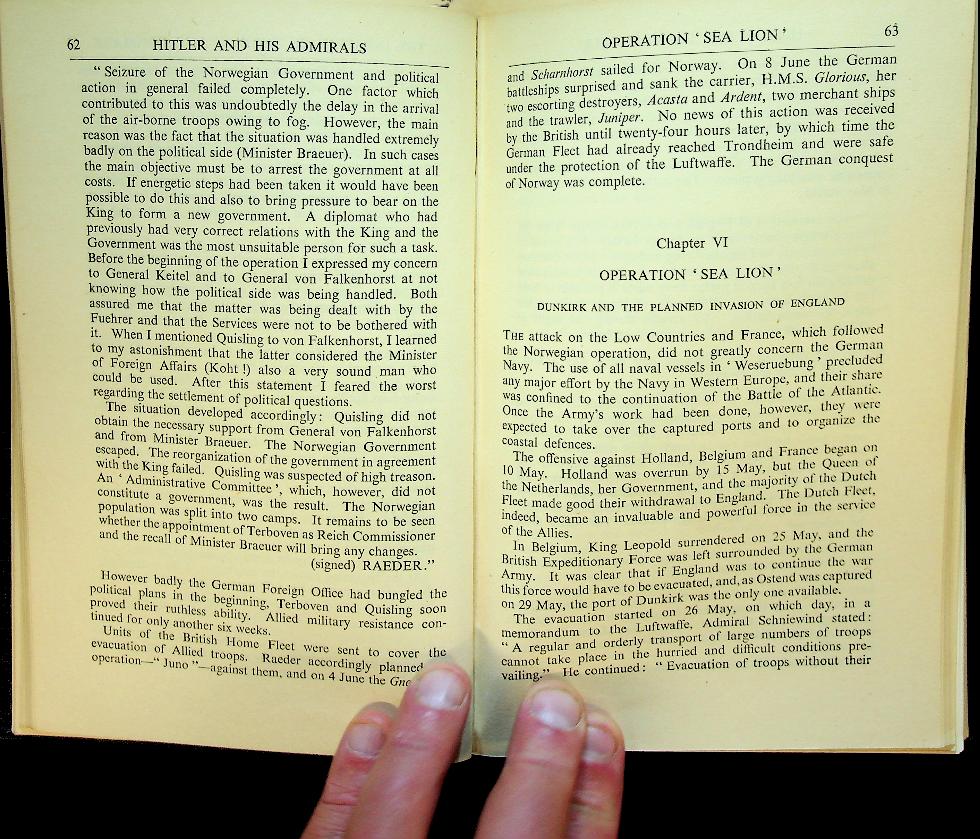 62 HITLER AND HIS ADMIRALS
“ Seizure of the Norwegian Government and political
action in general failed completely. One factor which
contributed to this was undoubtedly the delay in the arrival
of the air-borne troops owing to fog. However, the main
reason was the fact that the situation was handled extremely
badly on the political side (Minister Braeuer). In such cases
the main objective must be to arrest the government at all
costs. If energetic steps had been taken it would have been
possible to do this and also to bring pressure to bear on the
King to form a new government. A diplomat who had
previously had very correct relations with the King and the
Government was the most unsuitable person for such a task.
Before the beginning of the operation I expressed my concern
to General Keitel and to General von Falkenhorst at not
knowing how the political side was being handled. Both
assured me that the matter was being dealt with by the
Fuehrer and that the Services were not to be bothered with
it. When I mentioned Quisling to von Falkenhorst, I learned
to my astonishment that the latter considered the Minister
of Foreign Affairs (Koht !) also a very sound man who
could be used. After this statement I feared the worst
regarding the settlement of political questions.
The situation developed accordingly: Quisling did not
obtain the necessary support from General von Falkenhorst
and from Minister Braeuer. The Norwegian Government
escaped. The reorganization of the government in agreement
with the King failed. Quisling was suspected of high treason.
An ‘ Administrative Committee ’, which, however, did not
constitute a government, was the result. The Norwegian
population was split into two camps. It remains to be seen
whether the appointment of Terboven as Reich Commissioner
and the recall of Minister Braeuer will bring any changes.
(signed) RAEDER.”
However badly the German Foreign Office had bungled the
political plans in the beginning, Terboven and Quisling soon
proved their ruthless ability. Allied military resistance con-
tinued for only another six weeks.
Units of the British Home Fleet were sent to cover the
evacuation of Allied troops. Raeder accordingly planned
operation—“ Juno ”—against them, and on 4 June the
OPERATION ‘ SEA LION ’ 63
and Scharnhorst sailed for Norway. On 8 June the German
battleships surprised and sank the carrier, H.M.S. Glorious, her
two escorting destroyers, Acasta and Ardent, two merchant ships
and the trawler, Juniper. No news of this action was received
by the British until twenty-four hours later, by which time the
German Fleet had already reached Trondheim and were safe
under the protection of the Luftwaffe. The German conquest
of Norway was complete.
Chapter VI
OPERATION ‘ SEA LION ’
DUNKIRK AND THE PLANNED INVASION OF ENGLAND
THE attack on the Low Countries and France, which followed
the Norwegian operation, did not greatly concern the German
Navy. The use of all naval vessels in ‘ Weseruebung ’ precluded
any major effort by the Navy in Western Europe, and their share
was confined to the continuation of the Battle of the Atlantic.
Once the Army's work had been done, however, they were
expected to take over the captured ports and to organize the
coastal defences.
The offensive against Holland, Belgium and France began on
10 May. Holland was overrun by 15 May, but the Queen of
the Netherlands, her Government, and the majority of the Dutch
Fleet made good their withdrawal to England. The Dutch Fleet,
indeed, became an invaluable and powerful force in the service
of the Allies.
In Belgium, King Leopold surrendered on 25 May, and the
British Expeditionary Force was left surrounded by the German
Army. It was clear that if England was to continue the war
this force would have to be evacuated, and, as Ostend was captured
on 29 May, the port of Dunkirk was the only one available.
The evacuation started on 26 May, on which day, in a
memorandum to the Luftwaffe, Admiral Schniewind stated:
“ A regular and orderly transport of large numbers of troops
cannot take place in the hurried and difficult conditions pre-
vailing.” He continued: “ Evacuation of troops without their